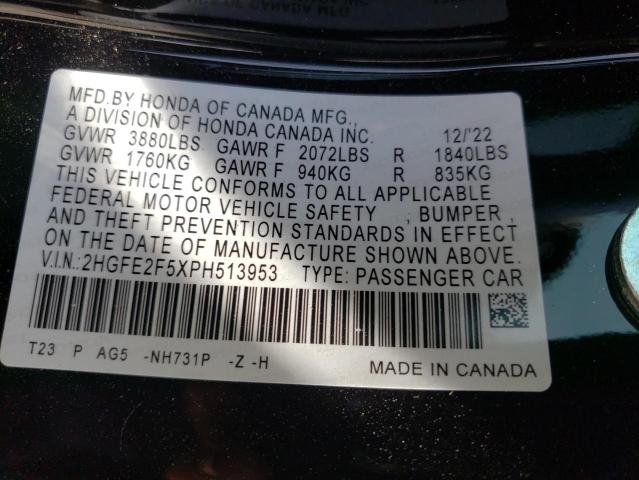 MFD.BY HONDA OF CANADA MFG.,
A DIVISION OF HONDA CANADA INC. 12/'22
GVWR 3880LBS GAWR F 2072LBS R 1840LBS
GVWR 1760KG GAWR F 940KG R 835KG
THIS VEHICLE CONFORMS TO ALL APPLICABLE
FEDERAL MOTOR VEHICLE SAFETY , BUMPER ,
AND THEFT PREVENTION STANDARDS IN EFFECT
ON THE DATE OF MANUFACTURE SHOWN ABOVE.
V.I.N.:2HGFE2F5XPH513953 TYPE: PASSENGER CAR
T23 P AG5 -NH731P -Z -H
MADE IN CANADA